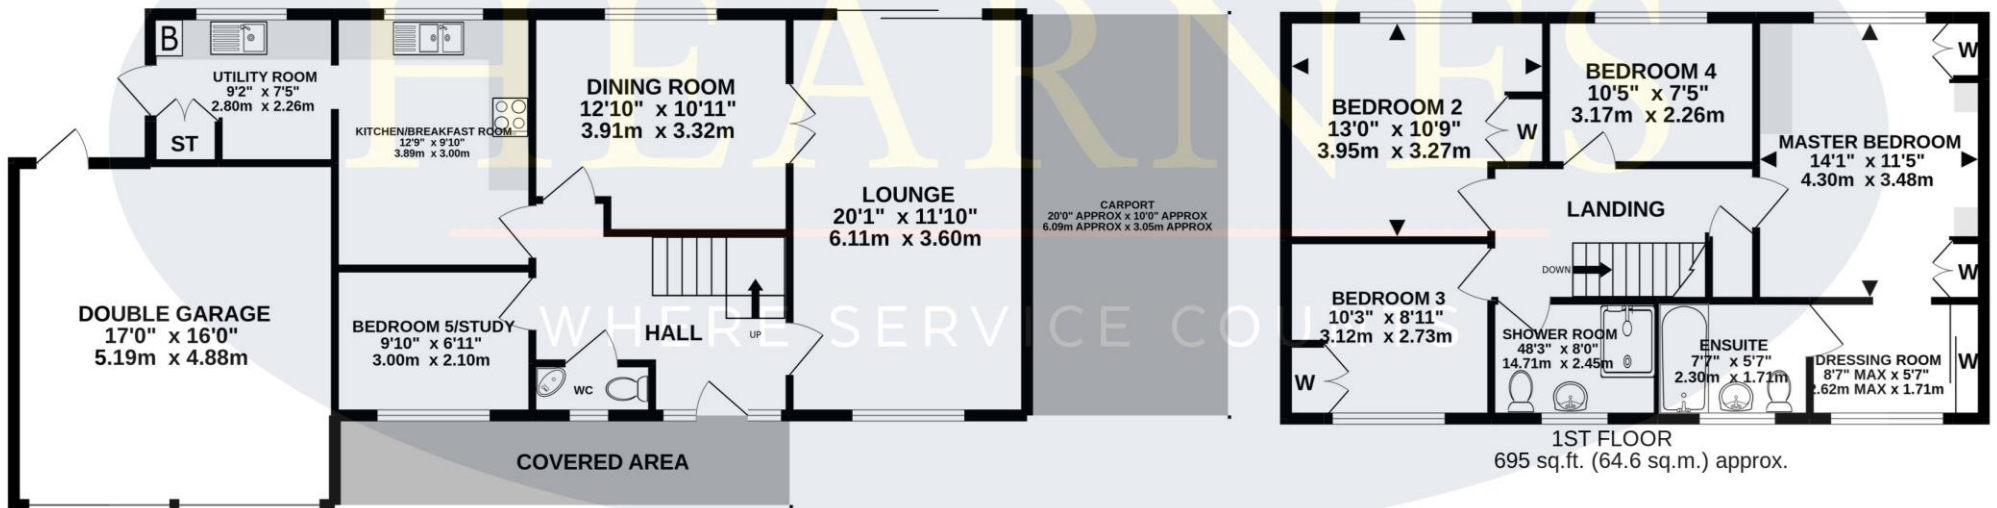 HEARNES
WHERE SERVICE COUNTS
B
UTILITY ROOM
9'2" x 7'5"
2.80m x 2.26m
ST
KITCHEN/BREAKFAST ROOM
12'9" x 9'10"
3.89m x 3.00m
DINING ROOM
12'10" x 10'11"
3.91m x 3.32m
LOUNGE
20'1" x 11'10"
6.11m x 3.60m
CARPORT
20'0" APPROX x 10'0" APPROX
6.09m APPROX x 3.05m APPROX
DOUBLE GARAGE
17'0" x 16'0"
5.19m x 4.88m
BEDROOM 5/STUDY
9'10" x 6'11"
3.00m x 2.10m
HALL
UP
WC
COVERED AREA
BEDROOM 2
13'0" x 10'9"
3.95m x 3.27m
W
BEDROOM 4
10'5" x 7'5"
3.17m x 2.26m
W
MASTER BEDROOM
14'1" x 11'5"
4.30m x 3.48m
W
LANDING
DOWN
BEDROOM 3
10'3" x 8'11"
3.12m x 2.73m
W
SHOWER ROOM
48'3" x 8'0"
14.71m x 2.45m
ENSUITE
7'7" x 5'7"
2.30m x 1.71m
DRESSING ROOM
8'7" MAX x 5'7"
2.62m MAX x 1.71m
W
1ST FLOOR
695 sq.ft. (64.6 sq.m.) approx.